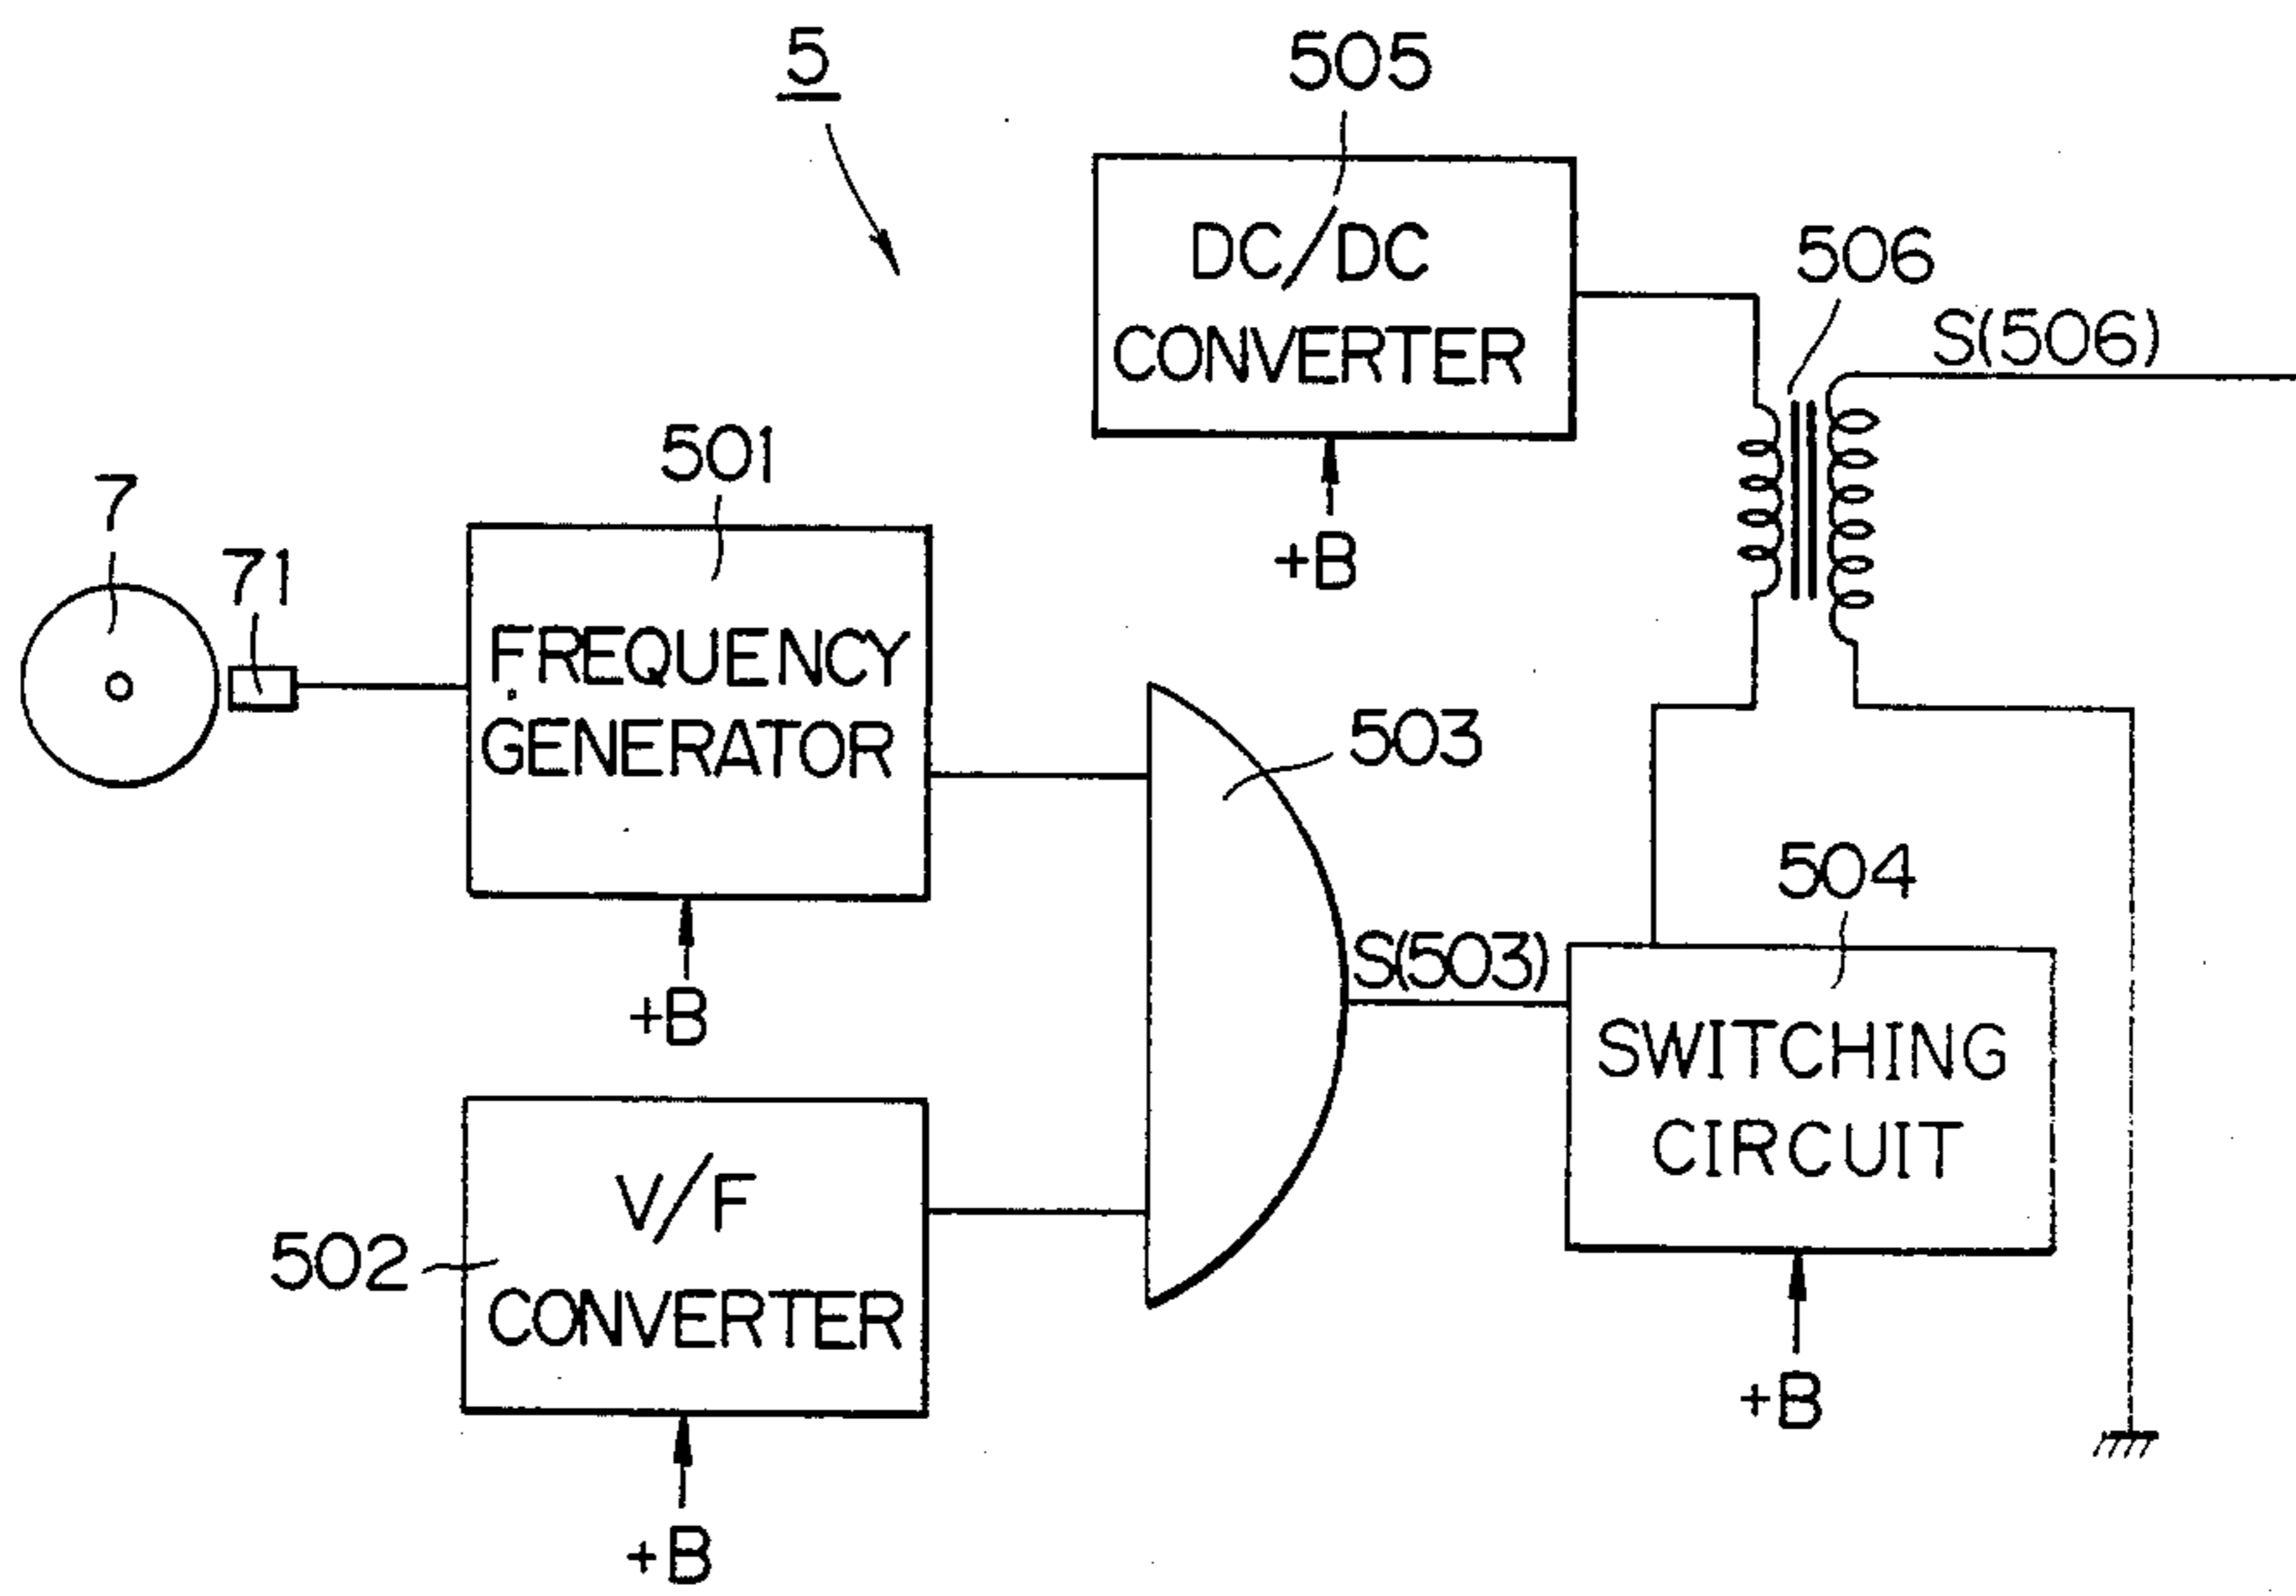 5
505
DC/DC
CONVERTER
+B
506
S(506)
7
71
501
FREQUENCY
GENERATOR
+B
503
S(503)
504
SWITCHING
CIRCUIT
+B
502
V/F
CONVERTER
+B